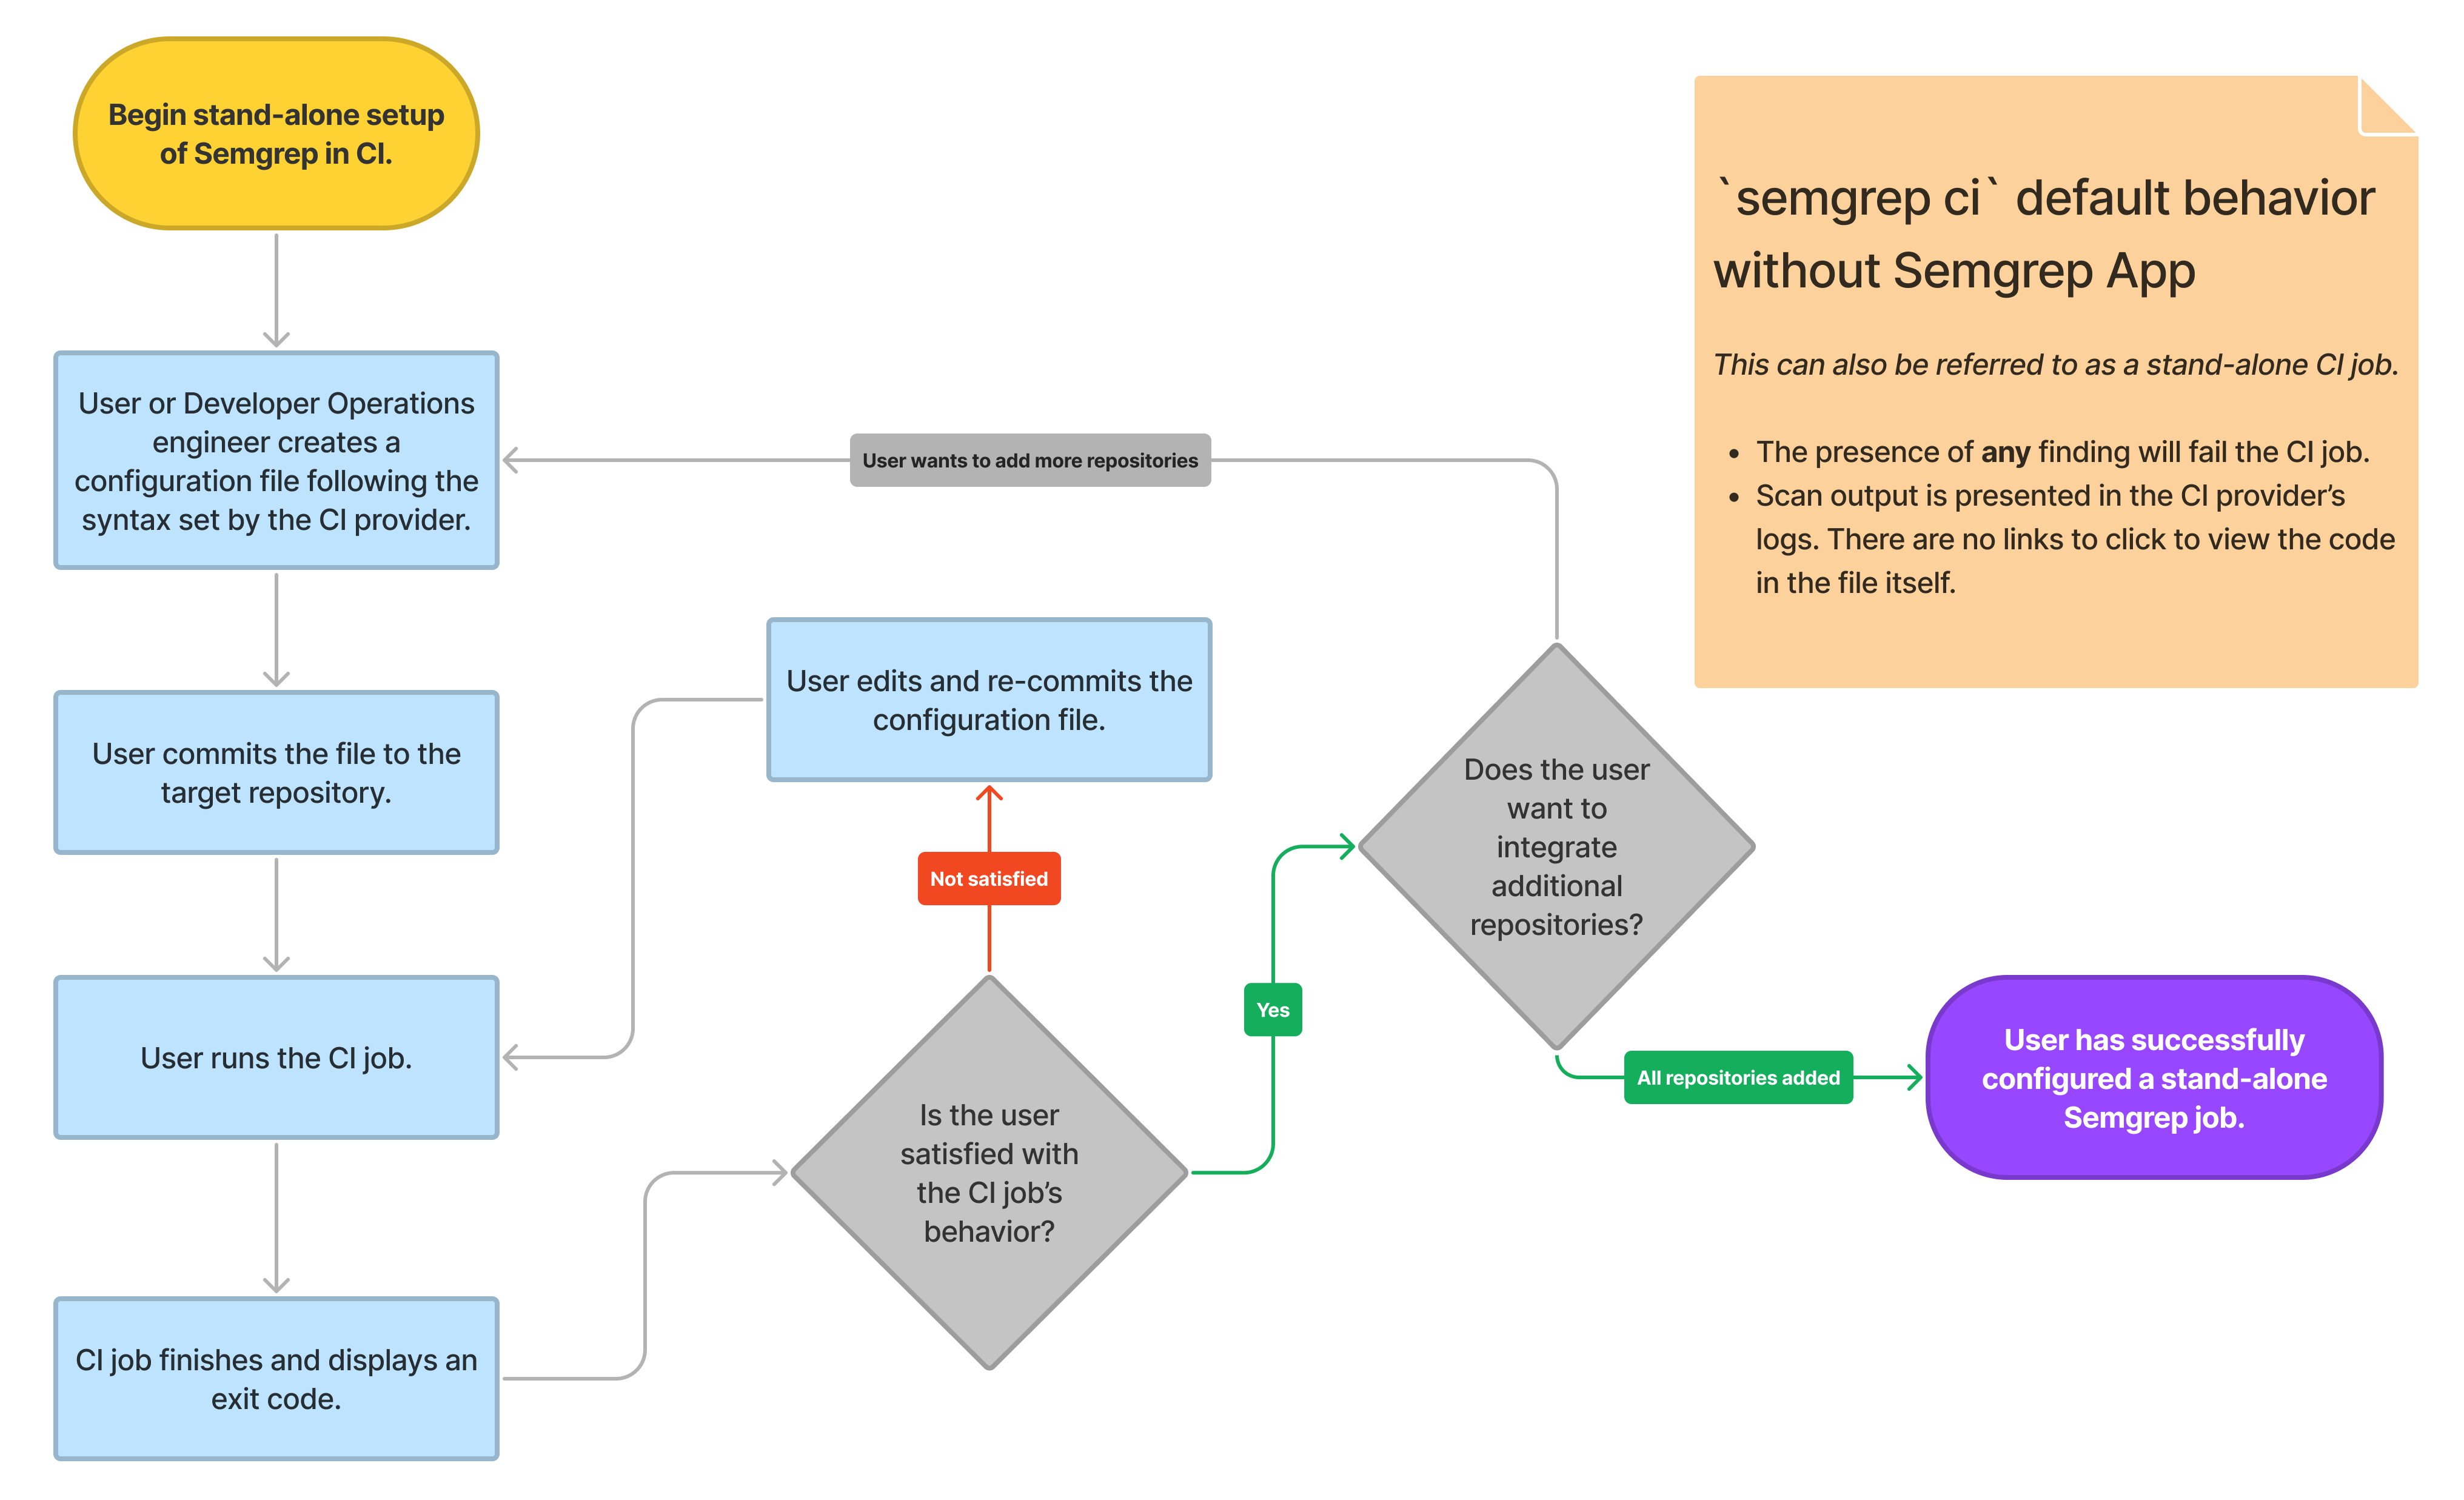 Begin stand-alone setup
of Semgrep in CI.
User or Developer Operations
engineer creates a
configuration file following the
syntax set by the CI provider.
User commits the file to the
target repository.
User runs the CI job.
CI job finishes and displays an
exit code.
User wants to add more repositories
User edits and re-commits the
configuration file.
Not satisfied
Is the user
satisfied with
the CI job’s
behavior?
Yes
Does the user
want to
integrate
additional
repositories?
All repositories added
User has successfully
configured a stand-alone
Semgrep job.
`semgrep ci` default behavior
without Semgrep App
This can also be referred to as a stand-alone CI job.
• The presence of any finding will fail the CI job.
• Scan output is presented in the CI provider’s
logs. There are no links to click to view the code
in the file itself.